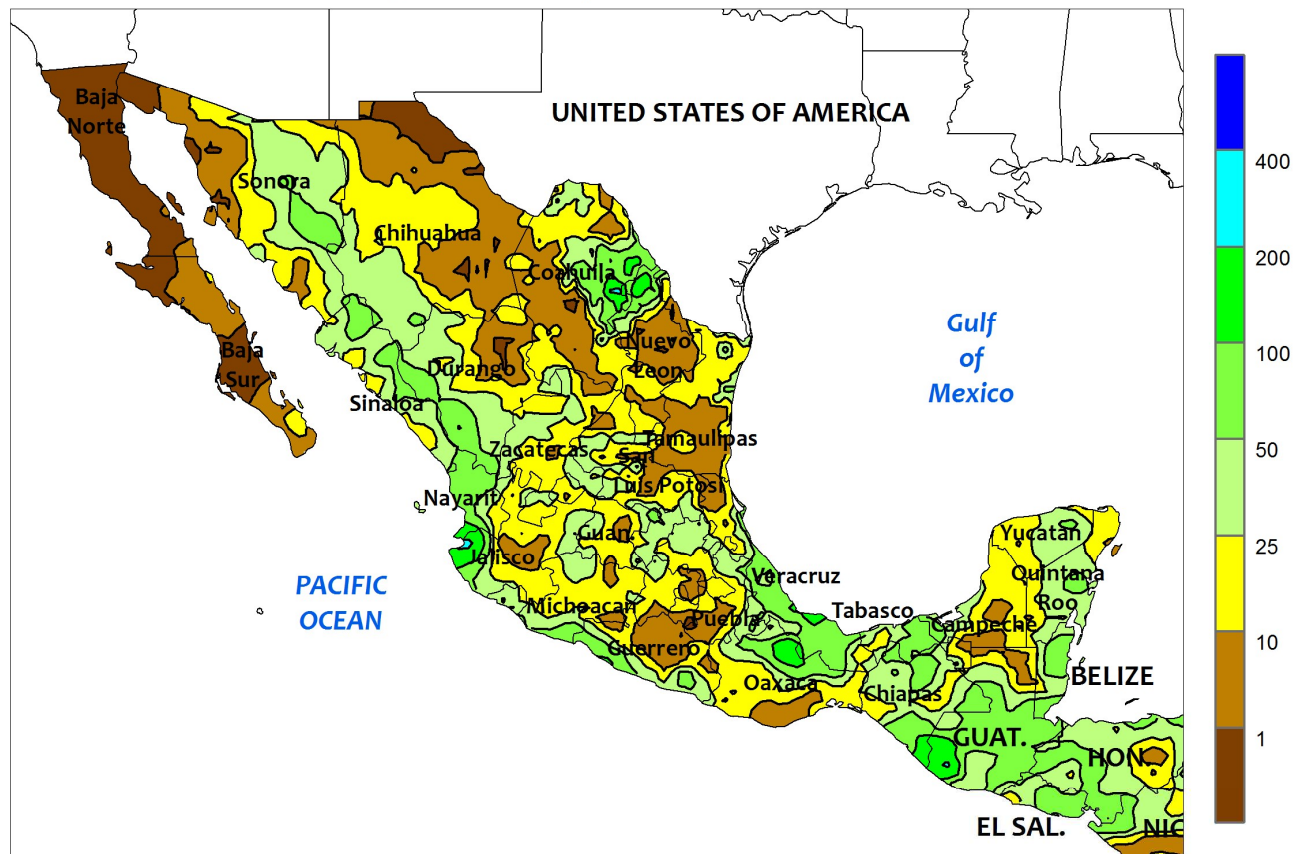 Baja
Norte
UNITED STATES OF AMERICA
Sonora
Chihuahua
Coahuila
Gulf
of
Mexico
Nuevo
Leon
Baja
Sur
Durango
Sinaloa
Zacatecas
Tamaulipas
San
Luis Potosi
Nayarit
Guan.
Jalisco
Yucatan
Quintana
Roo
Veracruz
Tabasco
PACIFIC
OCEAN
Michoacan
Puebla
Campeche
Guerrero
Oaxaca
Chiapas
BELIZE
GUAT.
HON.
EL SAL.
NIC
400
200
100
50
25
10
1